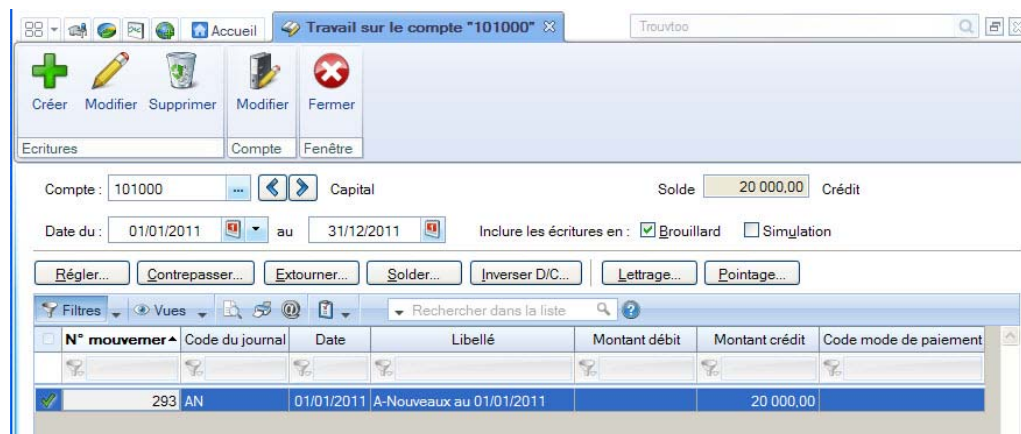 Accueil Travail sur le compte "101000" Trouvtoo
Créer Modifier Supprimer Modifier Fermer
Ecritures Compte Fenêtre
Compte : 101000 ... Capital Solde 20 000,00 Crédit
Date du : 01/01/2011 au 31/12/2011 Inclure les écritures en : Brouillard Simulation
Régler... Contrepasser... Extourner... Solder... Inverser D/C... Lettrage... Pointage...
Filtres Vues Rechercher dans la liste
N° mouvemer Code du journal Date Libellé Montant débit Montant crédit Code mode de paiement
293 AN 01/01/2011 A-Nouveaux au 01/01/2011 20 000,00